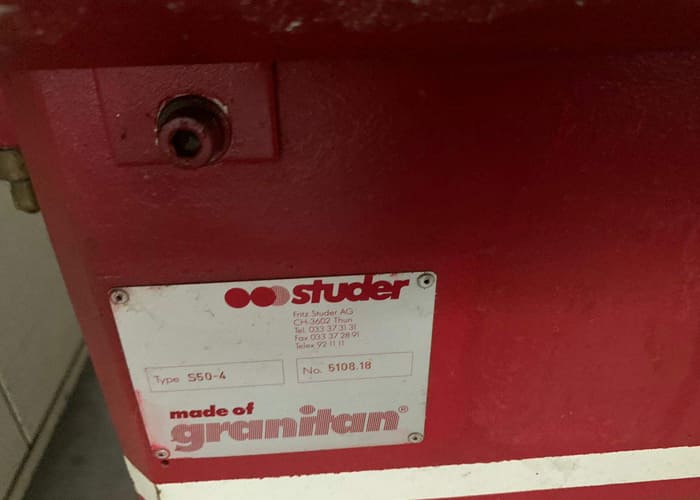 studer
Fritz Studer AG
CH-3602 Thun
Tel. 033 37 31 31
Fax 033 37 28 91
Telex 92 11 11
Type S50-4
No. 5108.18
made of
granitan®